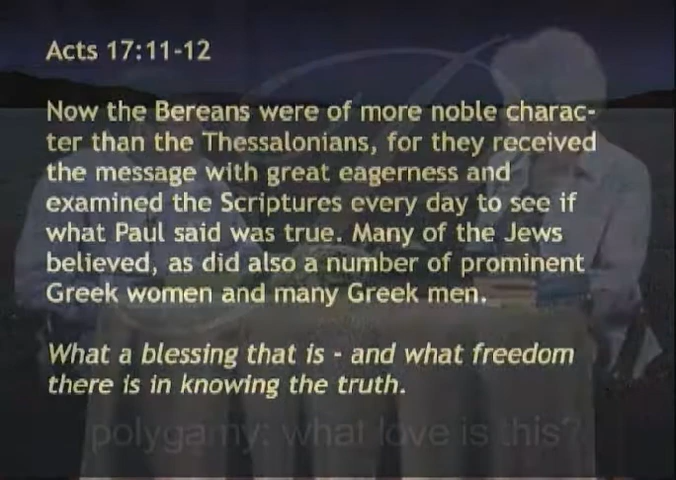 Acts 17:11-12
Now the Bereans were of more noble charac-
ter than the Thessalonians, for they received
the message with great eagerness and
examined the Scriptures every day to see if
what Paul said was true. Many of the Jews
believed, as did also a number of prominent
Greek women and many Greek men.
What a blessing that is - and what freedom
there is in knowing the truth.
polygamy: what love is this?